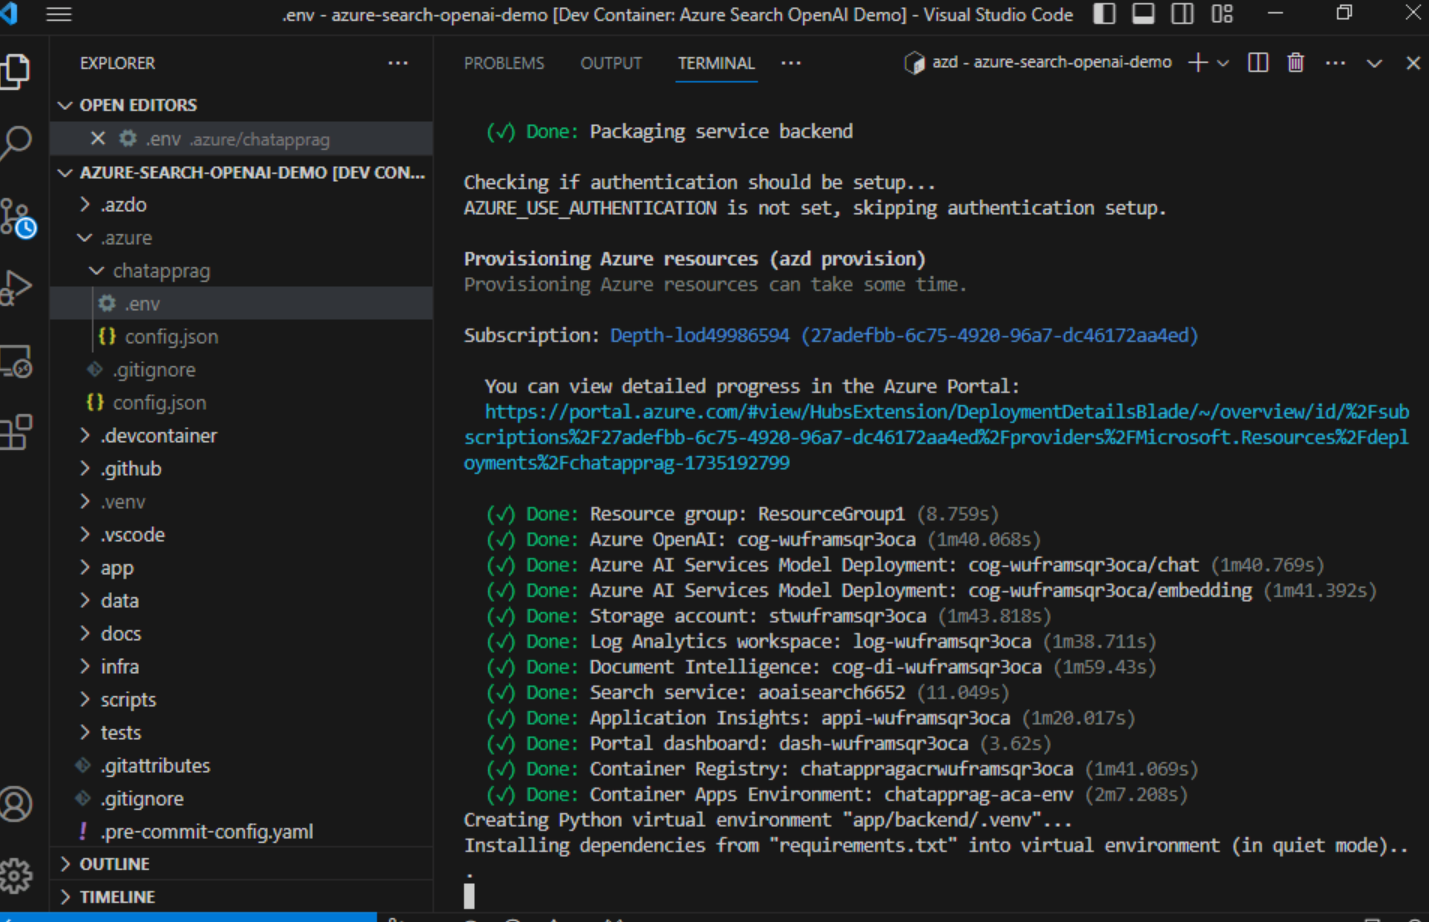 .env - azure-search-openai-demo [Dev Container: Azure Search OpenAI Demo] - Visual Studio Code
EXPLORER
OPEN EDITORS
.env .azure/chatapprag
AZURE-SEARCH-OPENAI-DEMO [DEV CON...
.azdo
.azure
chatapprag
.env
{} config.json
.gitignore
{} config.json
.devcontainer
.github
.venv
.vscode
app
data
docs
infra
scripts
tests
.gitattributes
.gitignore
! .pre-commit-config.yaml
OUTLINE
TIMELINE
PROBLEMS OUTPUT TERMINAL ...
azd - azure-search-openai-demo
(✓) Done: Packaging service backend
Checking if authentication should be setup...
AZURE_USE_AUTHENTICATION is not set, skipping authentication setup.
Provisioning Azure resources (azd provision)
Provisioning Azure resources can take some time.
Subscription: Depth-lod49986594 (27adefbb-6c75-4920-96a7-dc46172aa4ed)
You can view detailed progress in the Azure Portal:
https://portal.azure.com/#view/HubsExtension/DeploymentDetailsBlade/~/overview/id/%2Fsub
scriptions%2F27adefbb-6c75-4920-96a7-dc46172aa4ed%2Fproviders%2FMicrosoft.Resources%2Fdepl
oyments%2Fchatapprag-1735192799
(✓) Done: Resource group: ResourceGroup1 (8.759s)
(✓) Done: Azure OpenAI: cog-wuframsqr3oca (1m40.068s)
(✓) Done: Azure AI Services Model Deployment: cog-wuframsqr3oca/chat (1m40.769s)
(✓) Done: Azure AI Services Model Deployment: cog-wuframsqr3oca/embedding (1m41.392s)
(✓) Done: Storage account: stwuframsqr3oca (1m43.818s)
(✓) Done: Log Analytics workspace: log-wuframsqr3oca (1m38.711s)
(✓) Done: Document Intelligence: cog-di-wuframsqr3oca (1m59.43s)
(✓) Done: Search service: aoaisearch6652 (11.049s)
(✓) Done: Application Insights: appi-wuframsqr3oca (1m20.017s)
(✓) Done: Portal dashboard: dash-wuframsqr3oca (3.62s)
(✓) Done: Container Registry: chatappragacrwuframsqr3oca (1m41.069s)
(✓) Done: Container Apps Environment: chatapprag-aca-env (2m7.208s)
Creating Python virtual environment "app/backend/.venv"...
Installing dependencies from "requirements.txt" into virtual environment (in quiet mode)..
.